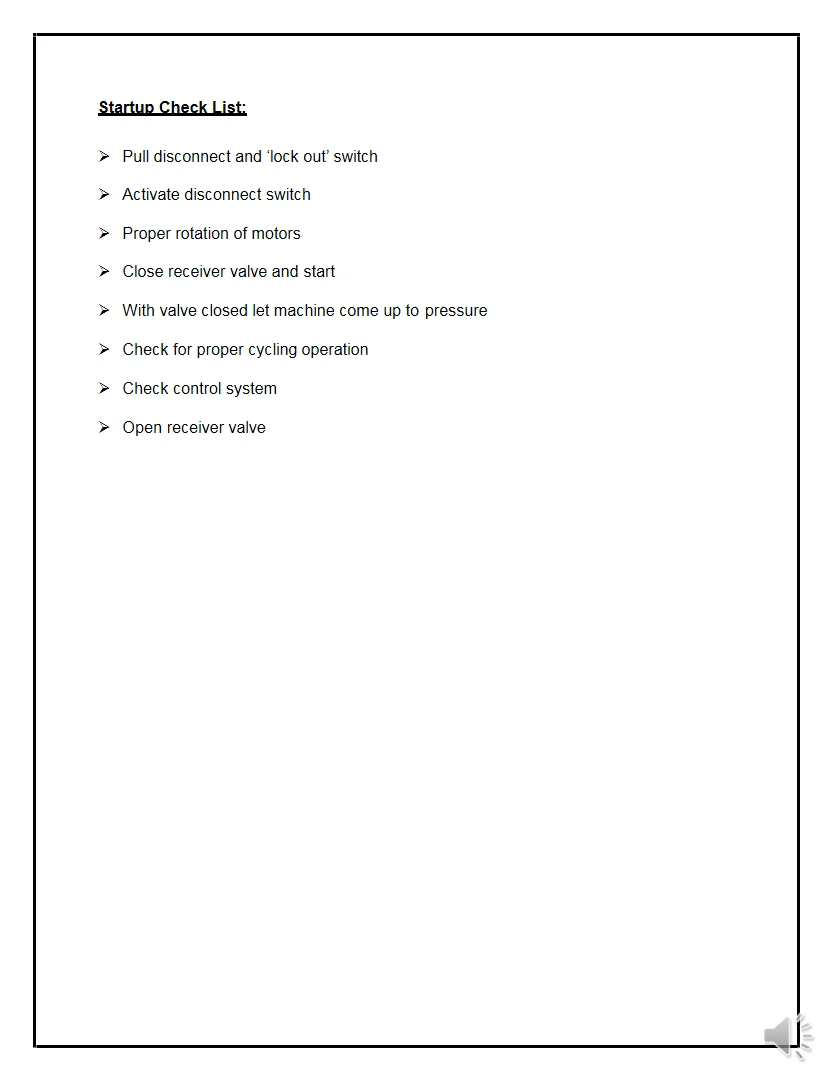 Startup Check List:
➢ Pull disconnect and ‘lock out’ switch
➢ Activate disconnect switch
➢ Proper rotation of motors
➢ Close receiver valve and start
➢ With valve closed let machine come up to pressure
➢ Check for proper cycling operation
➢ Check control system
➢ Open receiver valve